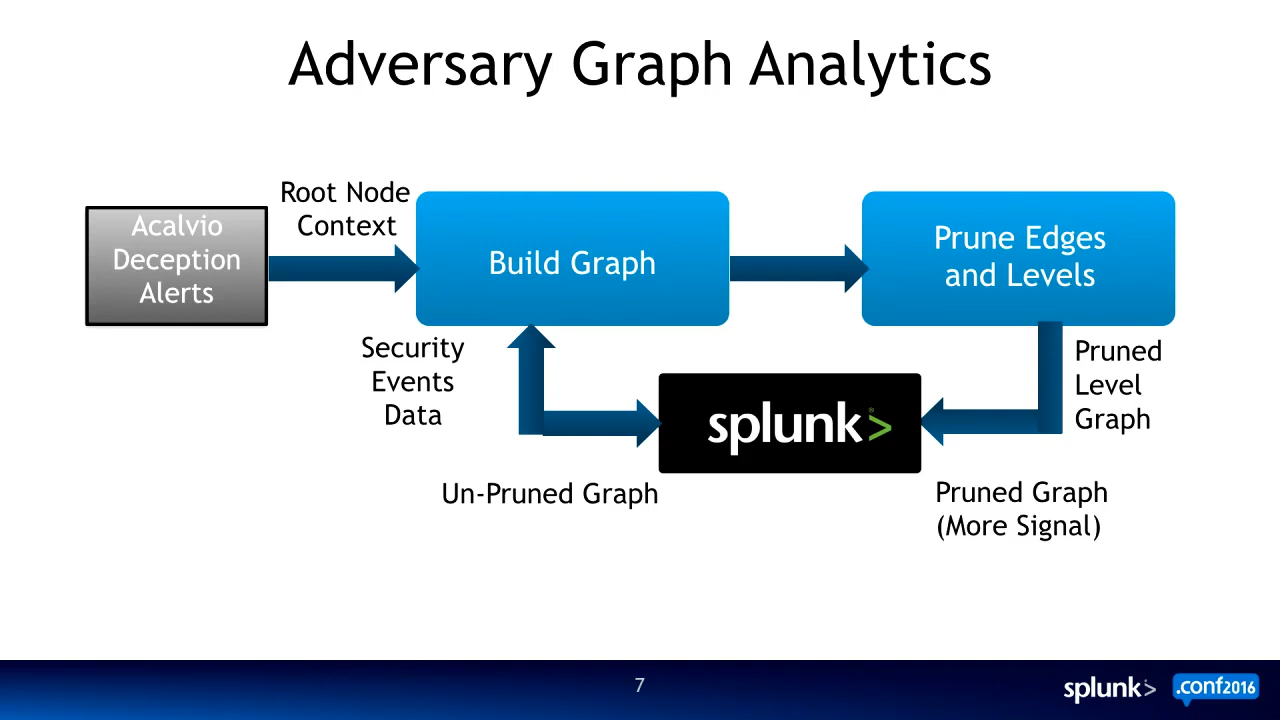 Adversary Graph Analytics
Root Node
Context
Acalvio
Deception
Alerts
Build Graph
Prune Edges
and Levels
Security
Events
Data
splunk>
Pruned
Level
Graph
Un-Pruned Graph
Pruned Graph
(More Signal)
7
splunk>
.conf2016